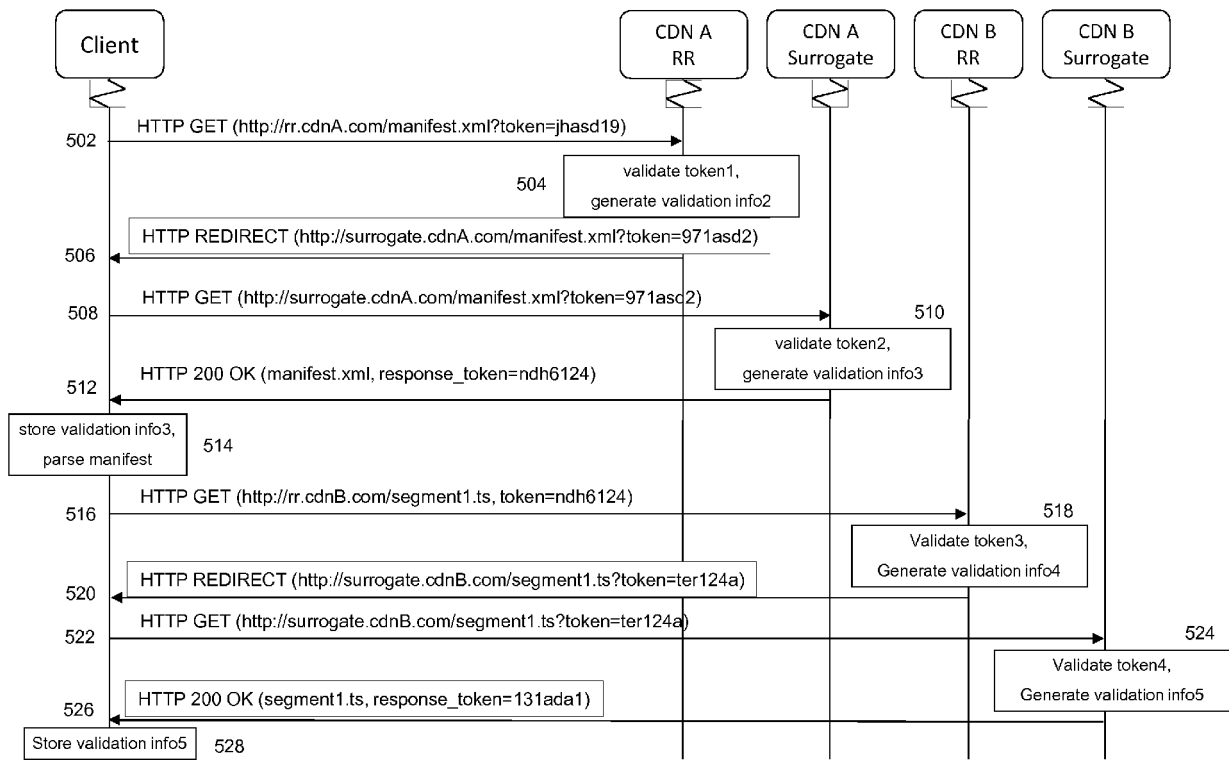 Client
CDN A
RR
CDN A
Surrogate
CDN B
RR
CDN B
Surrogate
502
HTTP GET (http://rr.cdnA.com/manifest.xml?token=jhasd19)
504
validate token1,
generate validation info2
HTTP REDIRECT (http://surrogate.cdnA.com/manifest.xml?token=971asd2)
506
HTTP GET (http://surrogate.cdnA.com/manifest.xml?token=971asd2)
508
510
validate token2,
generate validation info3
HTTP 200 OK (manifest.xml, response_token=ndh6124)
512
store validation info3,
parse manifest
514
HTTP GET (http://rr.cdnB.com/segment1.ts, token=ndh6124)
516
518
Validate token3,
Generate validation info4
HTTP REDIRECT (http://surrogate.cdnB.com/segment1.ts?token=ter124a)
520
HTTP GET (http://surrogate.cdnB.com/segment1.ts?token=ter124a)
522
524
Validate token4,
Generate validation info5
HTTP 200 OK (segment1.ts, response_token=131ada1)
526
Store validation info5
528